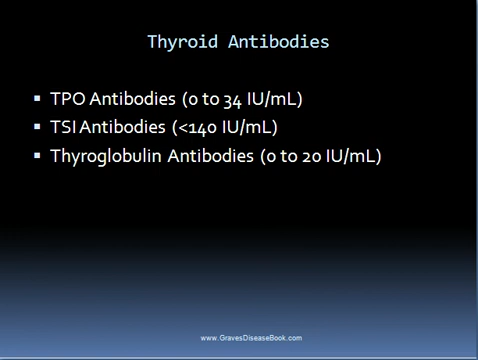 Thyroid Antibodies
TPO Antibodies (0 to 34 IU/mL)
TSI Antibodies (<140 IU/mL)
Thyroglobulin Antibodies (0 to 20 IU/mL)
www.GravesDiseaseBook.com